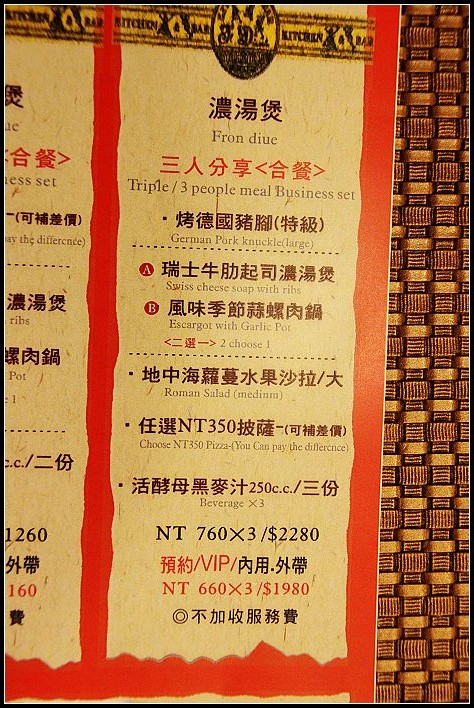 KITCHEN BAR
KITCHEN BAR
煲
濃湯煲
ue
Fron diue
合餐>
三人分享<合餐>
ness set
Triple / 3 people meal Business set
-(可補差價)
ay the differcnce)
・烤德國豬腳(特級)
German Pork knuckle(large)
A 瑞士牛肋起司濃湯煲
Swiss cheese soap with ribs
濃湯煲
ribs
B 風味季節蒜螺肉鍋
Escargot with Garlic Pot
螺肉鍋
Pot
<二選一> 2 choose 1
e 1
・地中海蘿蔓水果沙拉/大
Roman Salad (medinm)
・任選NT350披薩-(可補差價)
Choose NT350 Pizza-(You Can pay the differcnce)
c.c./二份
・活酵母黑麥汁250c.c./三份
Beverage ×3
1260
NT 760×3/$2280
外帶
預約/VIP/內用.外帶
160
NT 660×3/$1980
費
◎不加收服務費